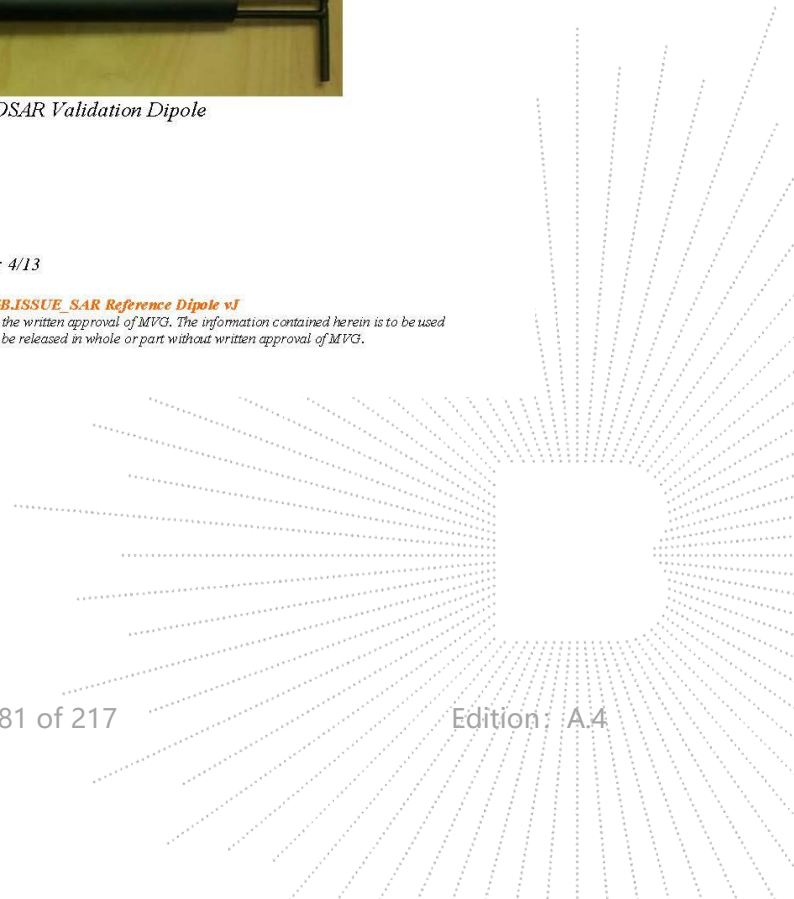 OSAR Validation Dipole
: 4/13
B.ISSUE_SAR Reference Dipole vJ
the written approval of MVG. The information contained herein is to be used
be released in whole or part without written approval of MVG.
81 of 217
Edition: A.4